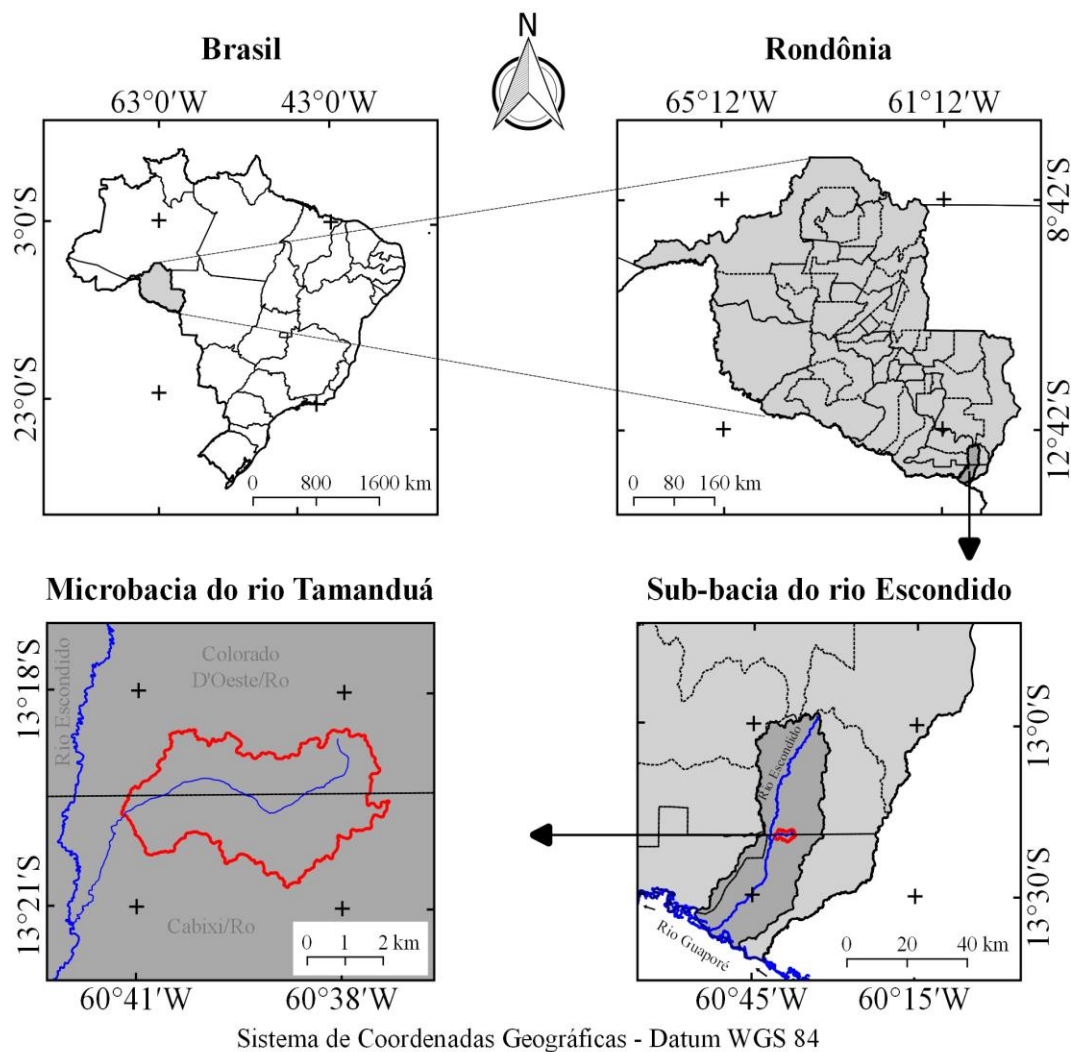 N
Brasil
63°0'W 43°0'W
3°0'S
23°0'S
0 800 1600 km
Rondônia
65°12'W 61°12'W
8°42'S
12°42'S
0 80 160 km
Microbacia do rio Tamanduá
Rio Escondido
Colorado
D'Oeste/Ro
13°18'S
13°21'S
Cabixi/Ro
0 1 2 km
60°41'W 60°38'W
Sub-bacia do rio Escondido
Rio Escondido
13°0'S
13°30'S
Rio Guaporé
0 20 40 km
60°45'W 60°15'W
Sistema de Coordenadas Geográficas - Datum WGS 84